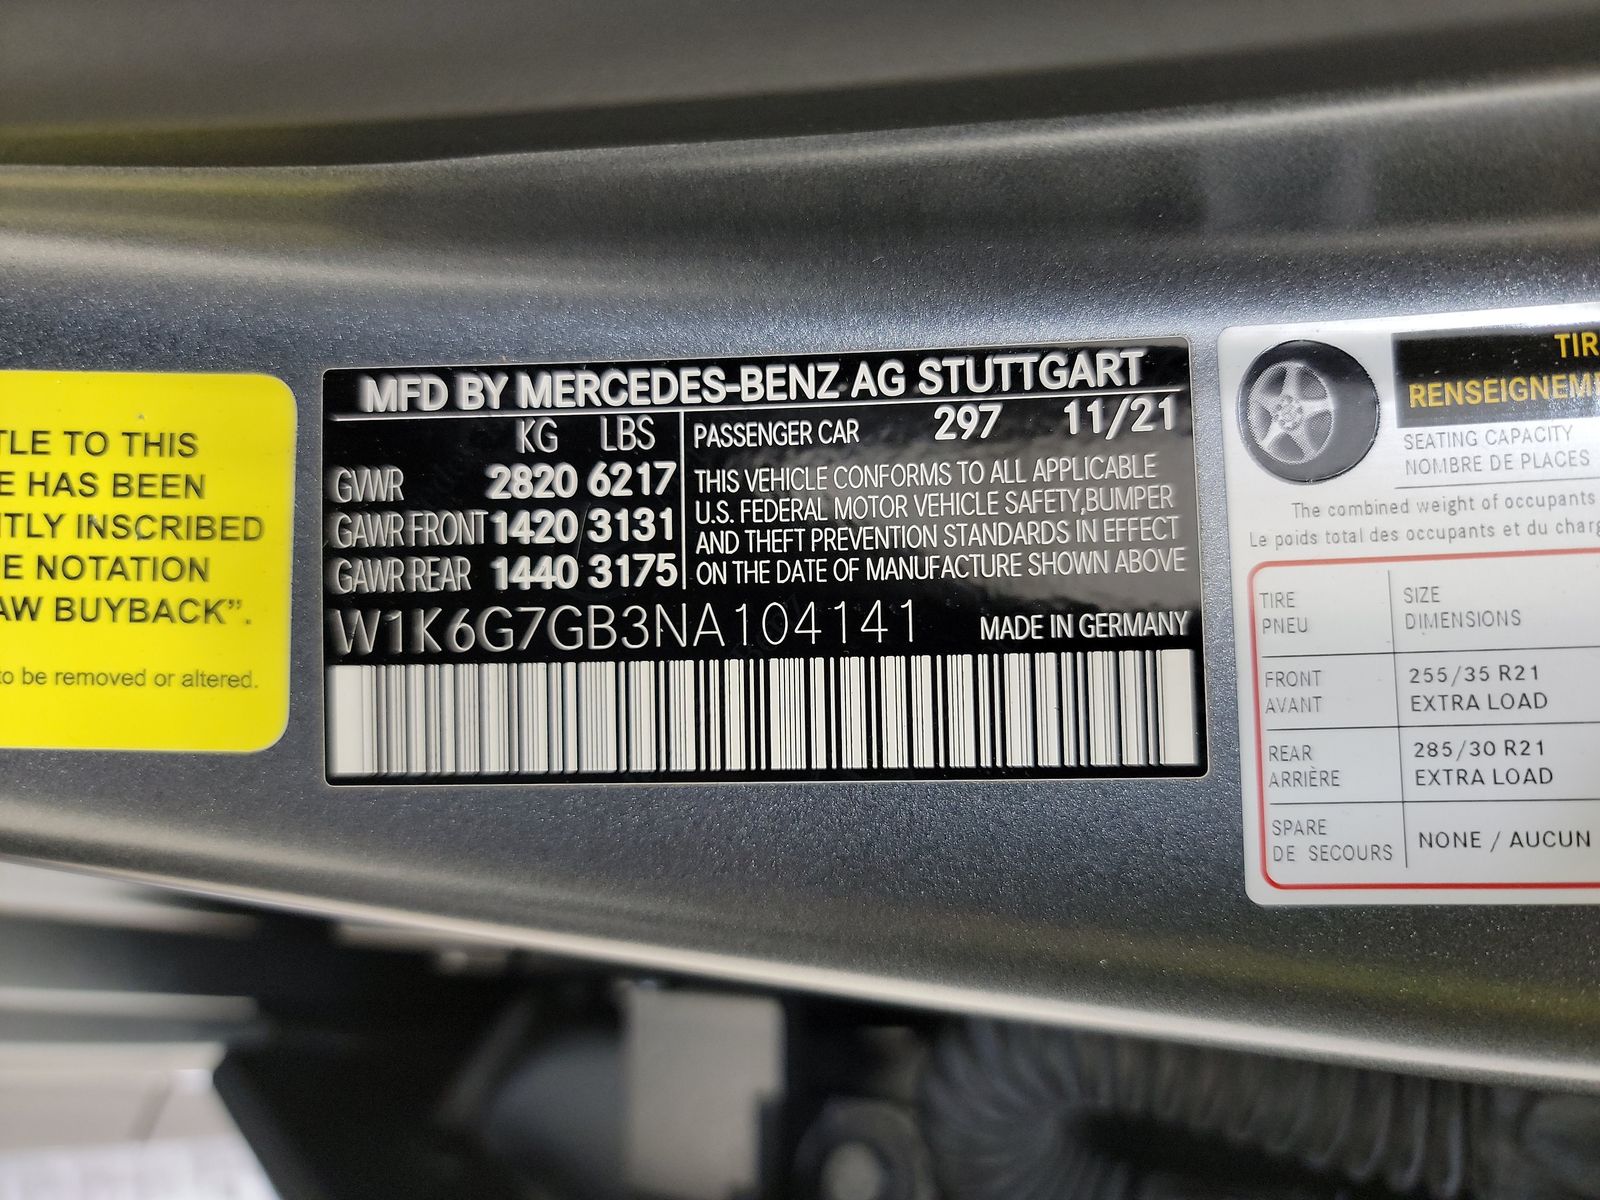 TLE TO THIS
E HAS BEEN
TLY INSCRIBED
E NOTATION
AW BUYBACK”.
to be removed or altered.
MFD BY MERCEDES-BENZ AG STUTTGART
KG LBS
GVWR 2820 6217
GAWR FRONT 1420 3131
GAWR REAR 1440 3175
PASSENGER CAR 297 11/21
THIS VEHICLE CONFORMS TO ALL APPLICABLE
U.S. FEDERAL MOTOR VEHICLE SAFETY,BUMPER
AND THEFT PREVENTION STANDARDS IN EFFECT
ON THE DATE OF MANUFACTURE SHOWN ABOVE
W1K6G7GB3NA104141 MADE IN GERMANY
TIR
RENSEIGNEM
SEATING CAPACITY
NOMBRE DE PLACES
The combined weight of occupants
Le poids total des occupants et du charg
TIRE SIZE
PNEU DIMENSIONS
FRONT 255/35 R21
AVANT EXTRA LOAD
REAR 285/30 R21
ARRIÈRE EXTRA LOAD
SPARE
DE SECOURS NONE / AUCUN